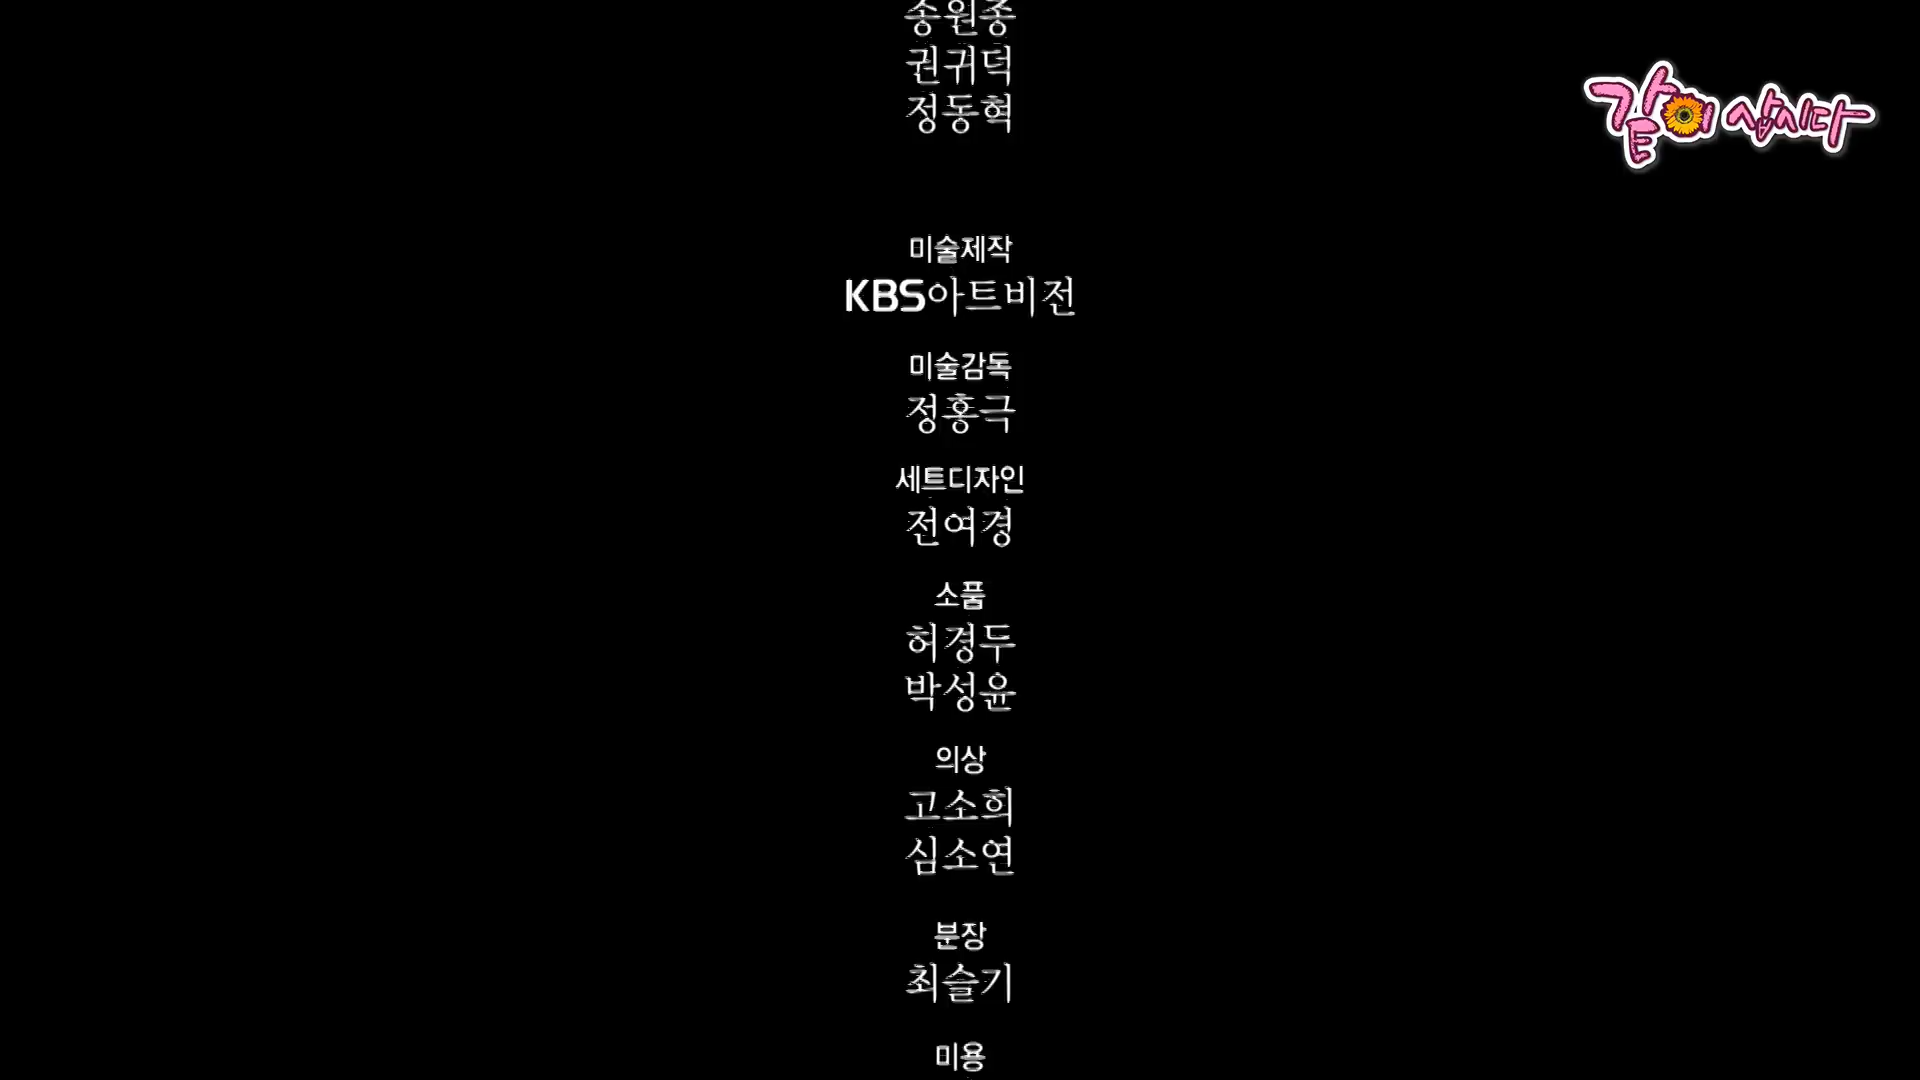 송원종
권귀덕
정동혁
같이 삽시다
미술제작
KBS아트비전
미술감독
정홍극
세트디자인
전여경
소품
허경두
박성윤
의상
고소희
심소연
분장
최슬기
미용